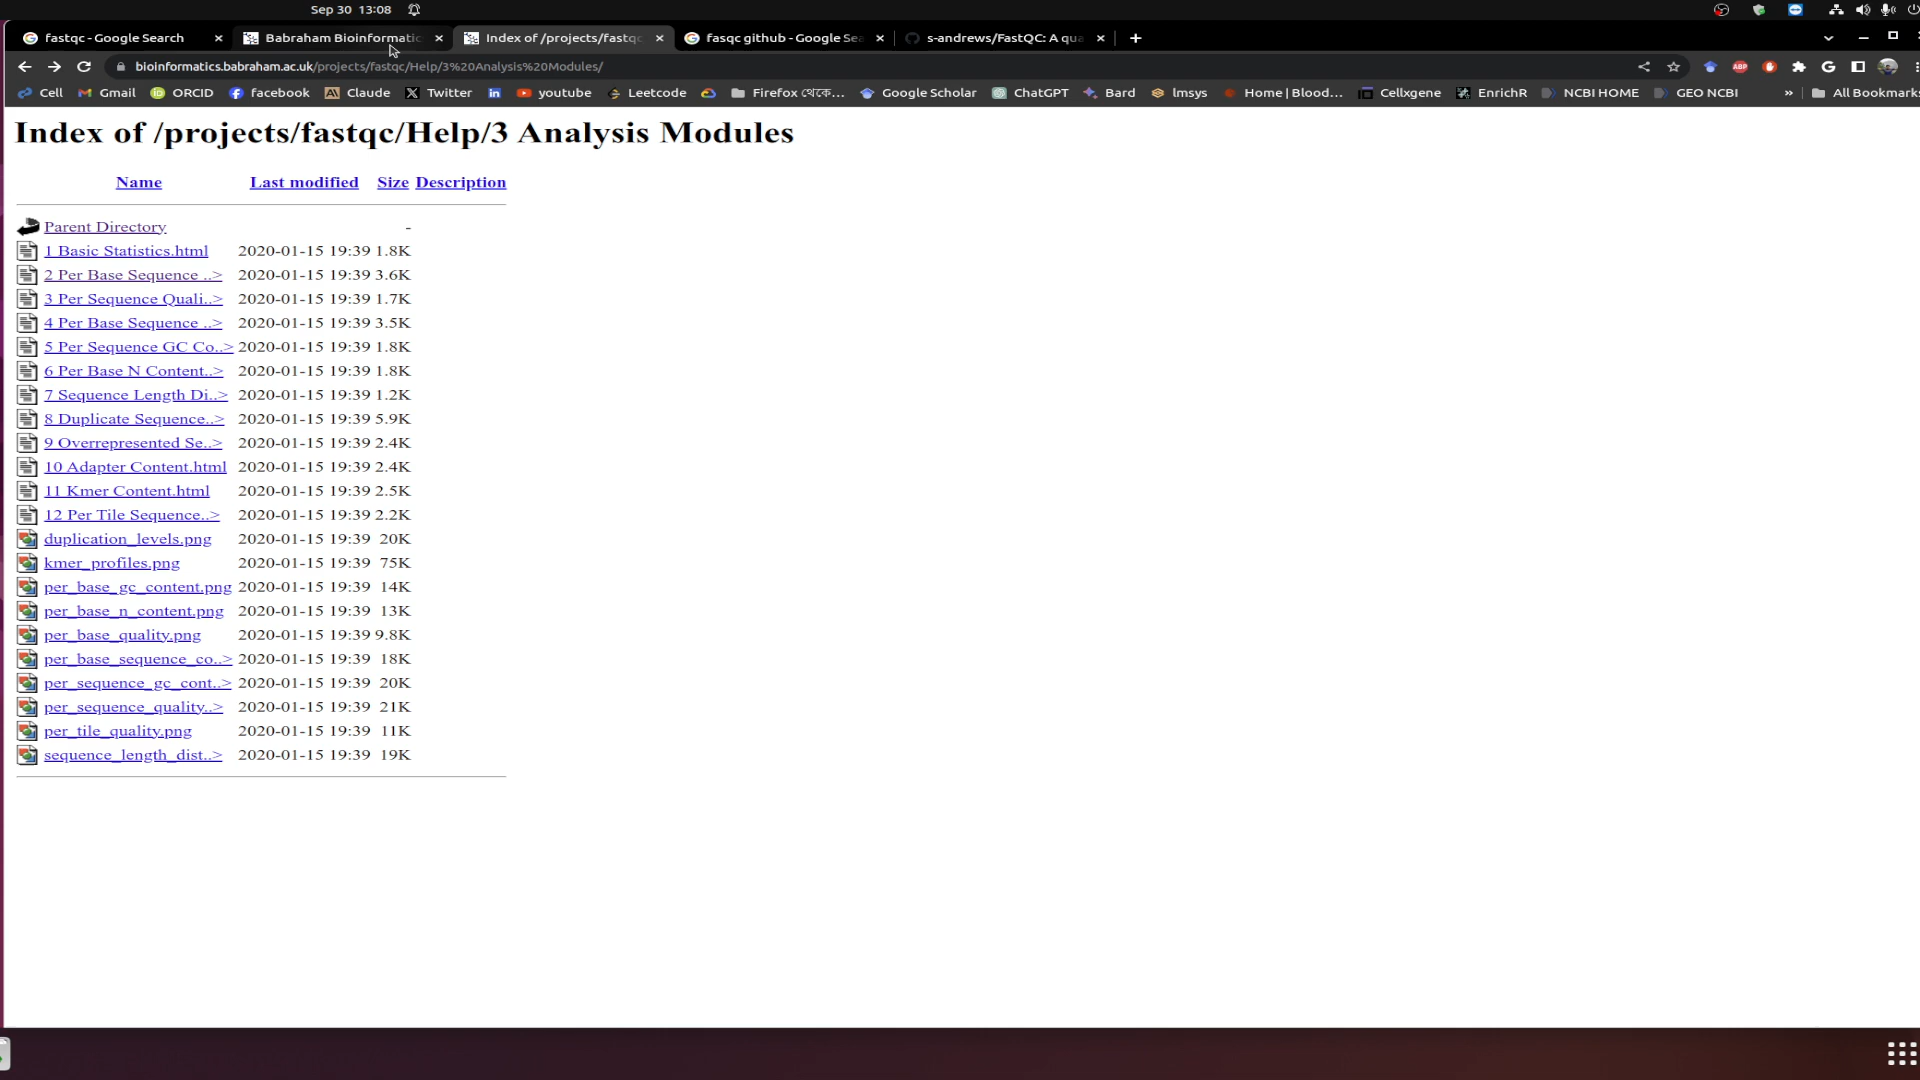 Sep 30 13:08
fastqc - Google Search
Babraham Bioinformatic
Index of /projects/fastqc
fasqc github - Google Sea
s-andrews/FastQC: A qua
bioinformatics.babraham.ac.uk/projects/fastqc/Help/3%20Analysis%20Modules/
Cell Gmail ORCID facebook Claude Twitter youtube Leetcode Firefox থেকে... Google Scholar ChatGPT Bard lmsys Home | Blood... Cellxgene EnrichR NCBI HOME GEO NCBI » All Bookmarks
Index of /projects/fastqc/Help/3 Analysis Modules
Name Last modified Size Description
Parent Directory -
1 Basic Statistics.html 2020-01-15 19:39 1.8K
2 Per Base Sequence ..> 2020-01-15 19:39 3.6K
3 Per Sequence Quali..> 2020-01-15 19:39 1.7K
4 Per Base Sequence ..> 2020-01-15 19:39 3.5K
5 Per Sequence GC Co..> 2020-01-15 19:39 1.8K
6 Per Base N Content..> 2020-01-15 19:39 1.8K
7 Sequence Length Di..> 2020-01-15 19:39 1.2K
8 Duplicate Sequence..> 2020-01-15 19:39 5.9K
9 Overrepresented Se..> 2020-01-15 19:39 2.4K
10 Adapter Content.html 2020-01-15 19:39 2.4K
11 Kmer Content.html 2020-01-15 19:39 2.5K
12 Per Tile Sequence..> 2020-01-15 19:39 2.2K
duplication_levels.png 2020-01-15 19:39 20K
kmer_profiles.png 2020-01-15 19:39 75K
per_base_gc_content.png 2020-01-15 19:39 14K
per_base_n_content.png 2020-01-15 19:39 13K
per_base_quality.png 2020-01-15 19:39 9.8K
per_base_sequence_co..> 2020-01-15 19:39 18K
per_sequence_gc_cont..> 2020-01-15 19:39 20K
per_sequence_quality..> 2020-01-15 19:39 21K
per_tile_quality.png 2020-01-15 19:39 11K
sequence_length_dist..> 2020-01-15 19:39 19K